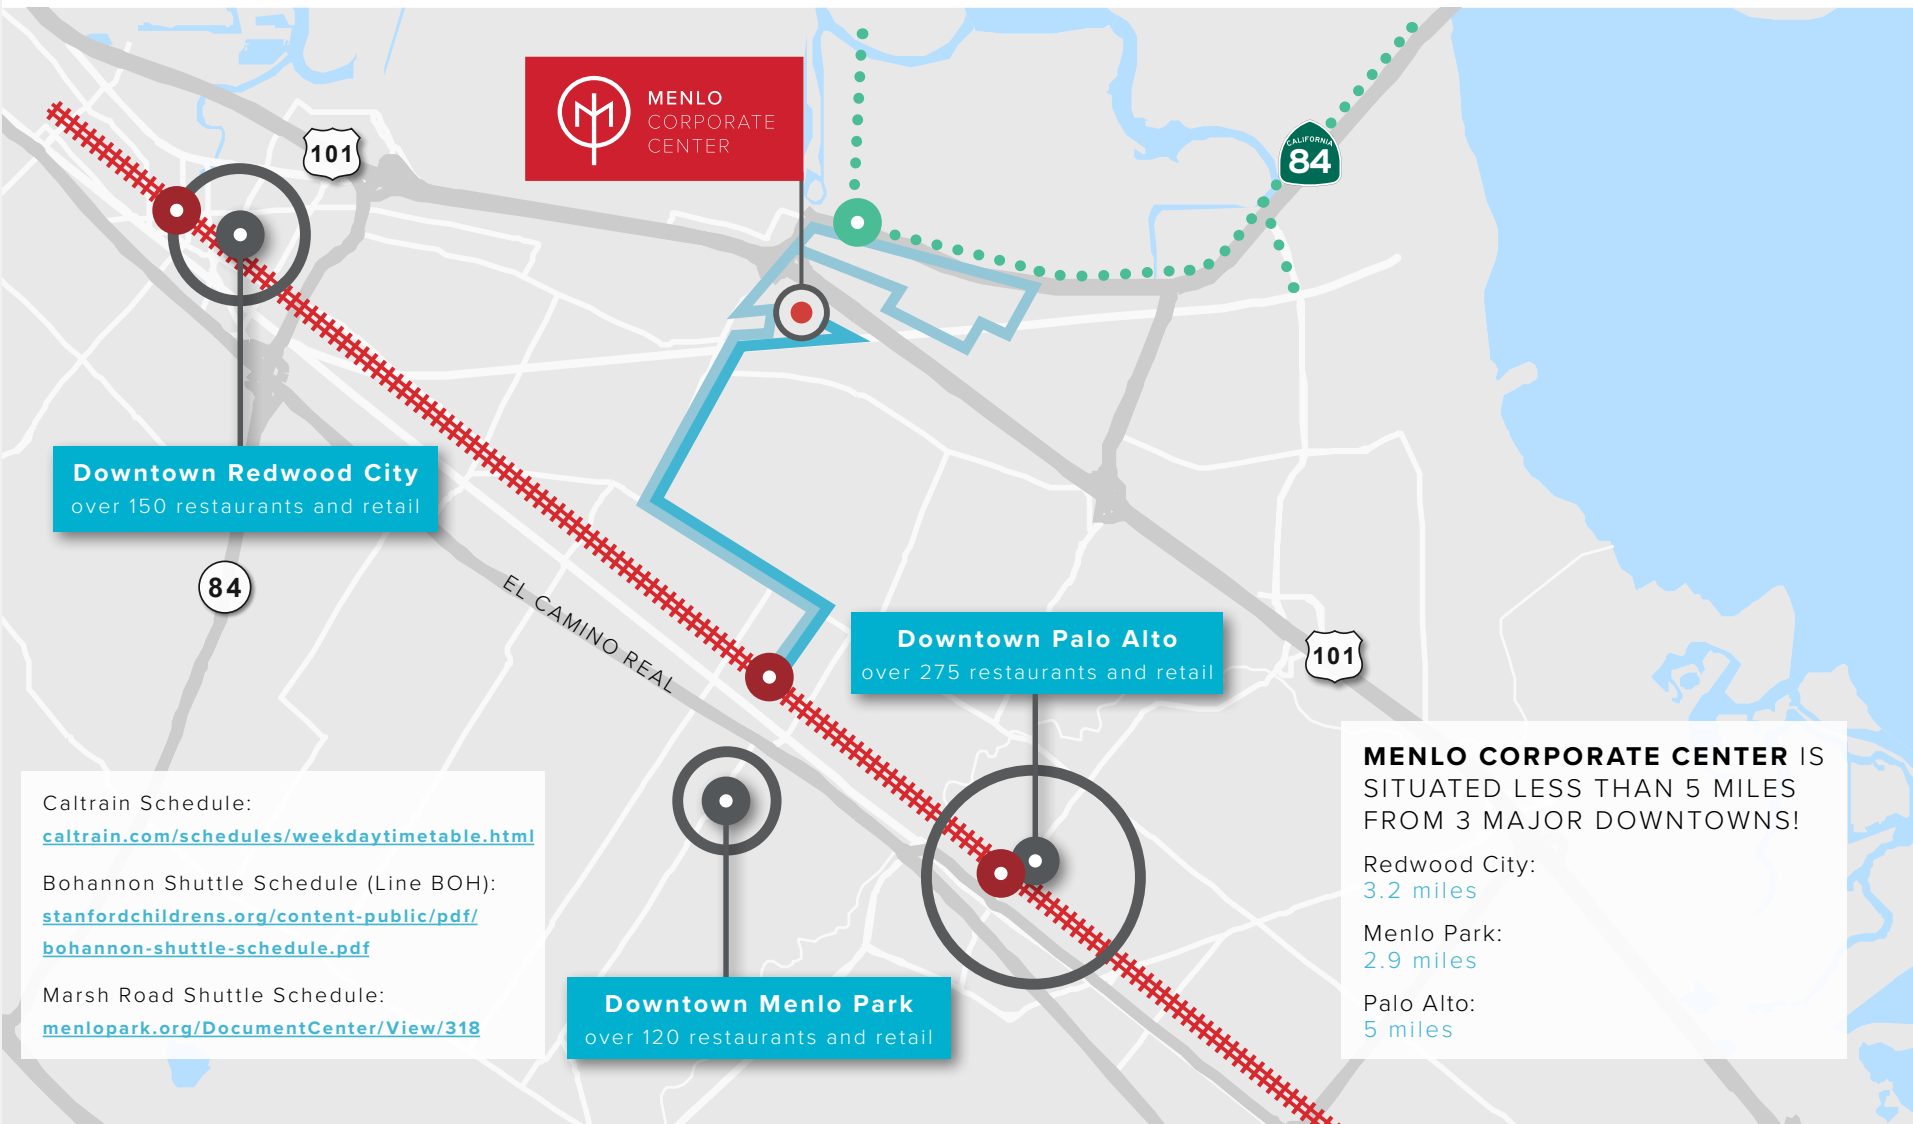 MENLO
CORPORATE
CENTER
101
CALIFORNIA
84
Downtown Redwood City
over 150 restaurants and retail
84
EL CAMINO REAL
Downtown Palo Alto
over 275 restaurants and retail
101
MENLO CORPORATE CENTER IS
SITUATED LESS THAN 5 MILES
FROM 3 MAJOR DOWNTOWNS!
Redwood City:
3.2 miles
Menlo Park:
2.9 miles
Palo Alto:
5 miles
Caltrain Schedule:
caltrain.com/schedules/weekdaytimetable.html
Bohannon Shuttle Schedule (Line BOH):
stanfordchildrens.org/content-public/pdf/
bohannon-shuttle-schedule.pdf
Marsh Road Shuttle Schedule:
menlopark.org/DocumentCenter/View/318
Downtown Menlo Park
over 120 restaurants and retail